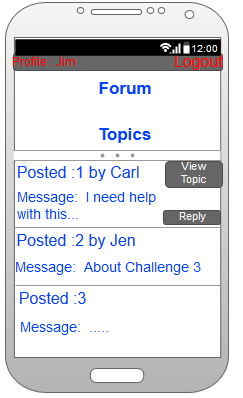 12:00
Profile : Jim Logout
Forum
Topics
Posted :1 by Carl
View
Topic
Message: I need help
with this...
Reply
Posted :2 by Jen
Message: About Challenge 3
Posted :3
Message: .....